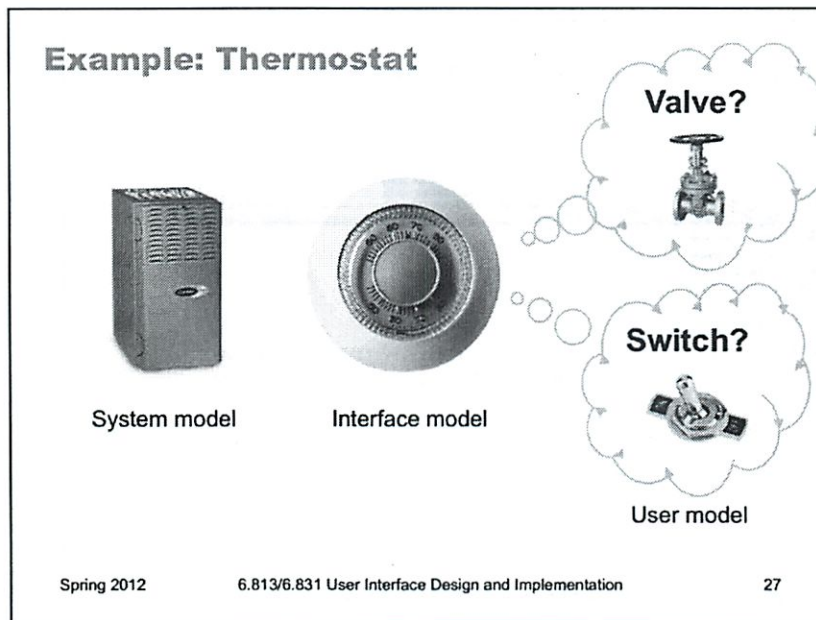 Example: Thermostat
Valve?
Switch?
System model
Interface model
User model
Spring 2012
6.813/6.831 User Interface Design and Implementation
27